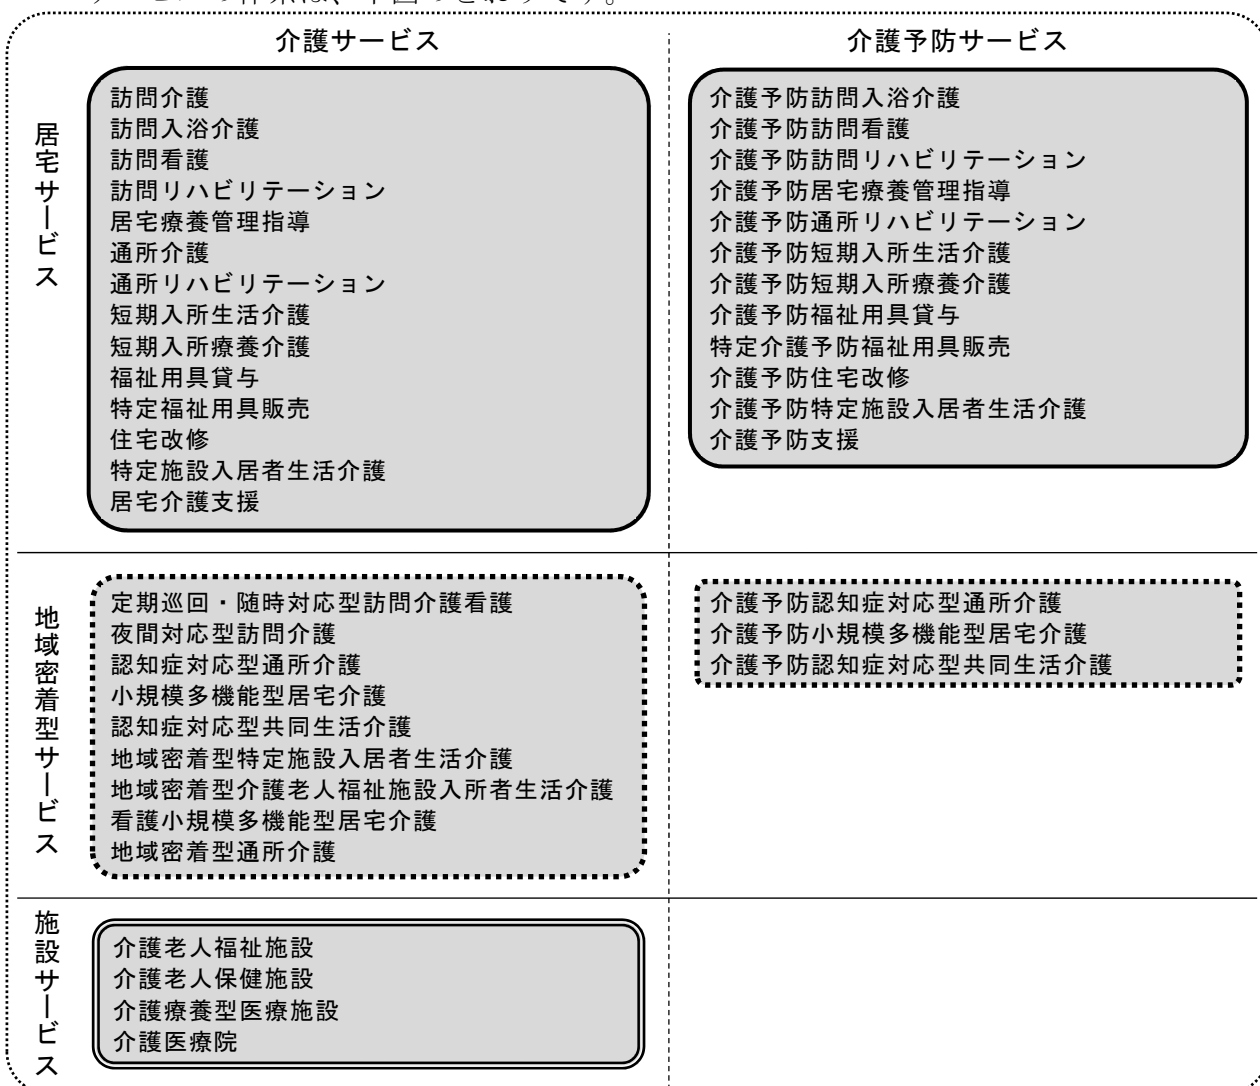 サービスの体系は、下図のとおりです。
介護サービス
介護予防サービス
居宅サービス
訪問介護
訪問入浴介護
訪問看護
訪問リハビリテーション
居宅療養管理指導
通所介護
通所リハビリテーション
短期入所生活介護
短期入所療養介護
福祉用具貸与
特定福祉用具販売
住宅改修
特定施設入居者生活介護
居宅介護支援
介護予防訪問入浴介護
介護予防訪問看護
介護予防訪問リハビリテーション
介護予防居宅療養管理指導
介護予防通所リハビリテーション
介護予防短期入所生活介護
介護予防短期入所療養介護
介護予防福祉用具貸与
特定介護予防福祉用具販売
介護予防住宅改修
介護予防特定施設入居者生活介護
介護予防支援
地域密着型サービス
定期巡回・随時対応型訪問介護看護
夜間対応型訪問介護
認知症対応型通所介護
小規模多機能型居宅介護
認知症対応型共同生活介護
地域密着型特定施設入居者生活介護
地域密着型介護老人福祉施設入所者生活介護
看護小規模多機能型居宅介護
地域密着型通所介護
介護予防認知症対応型通所介護
介護予防小規模多機能型居宅介護
介護予防認知症対応型共同生活介護
施設サービス
介護老人福祉施設
介護老人保健施設
介護療養型医療施設
介護医療院